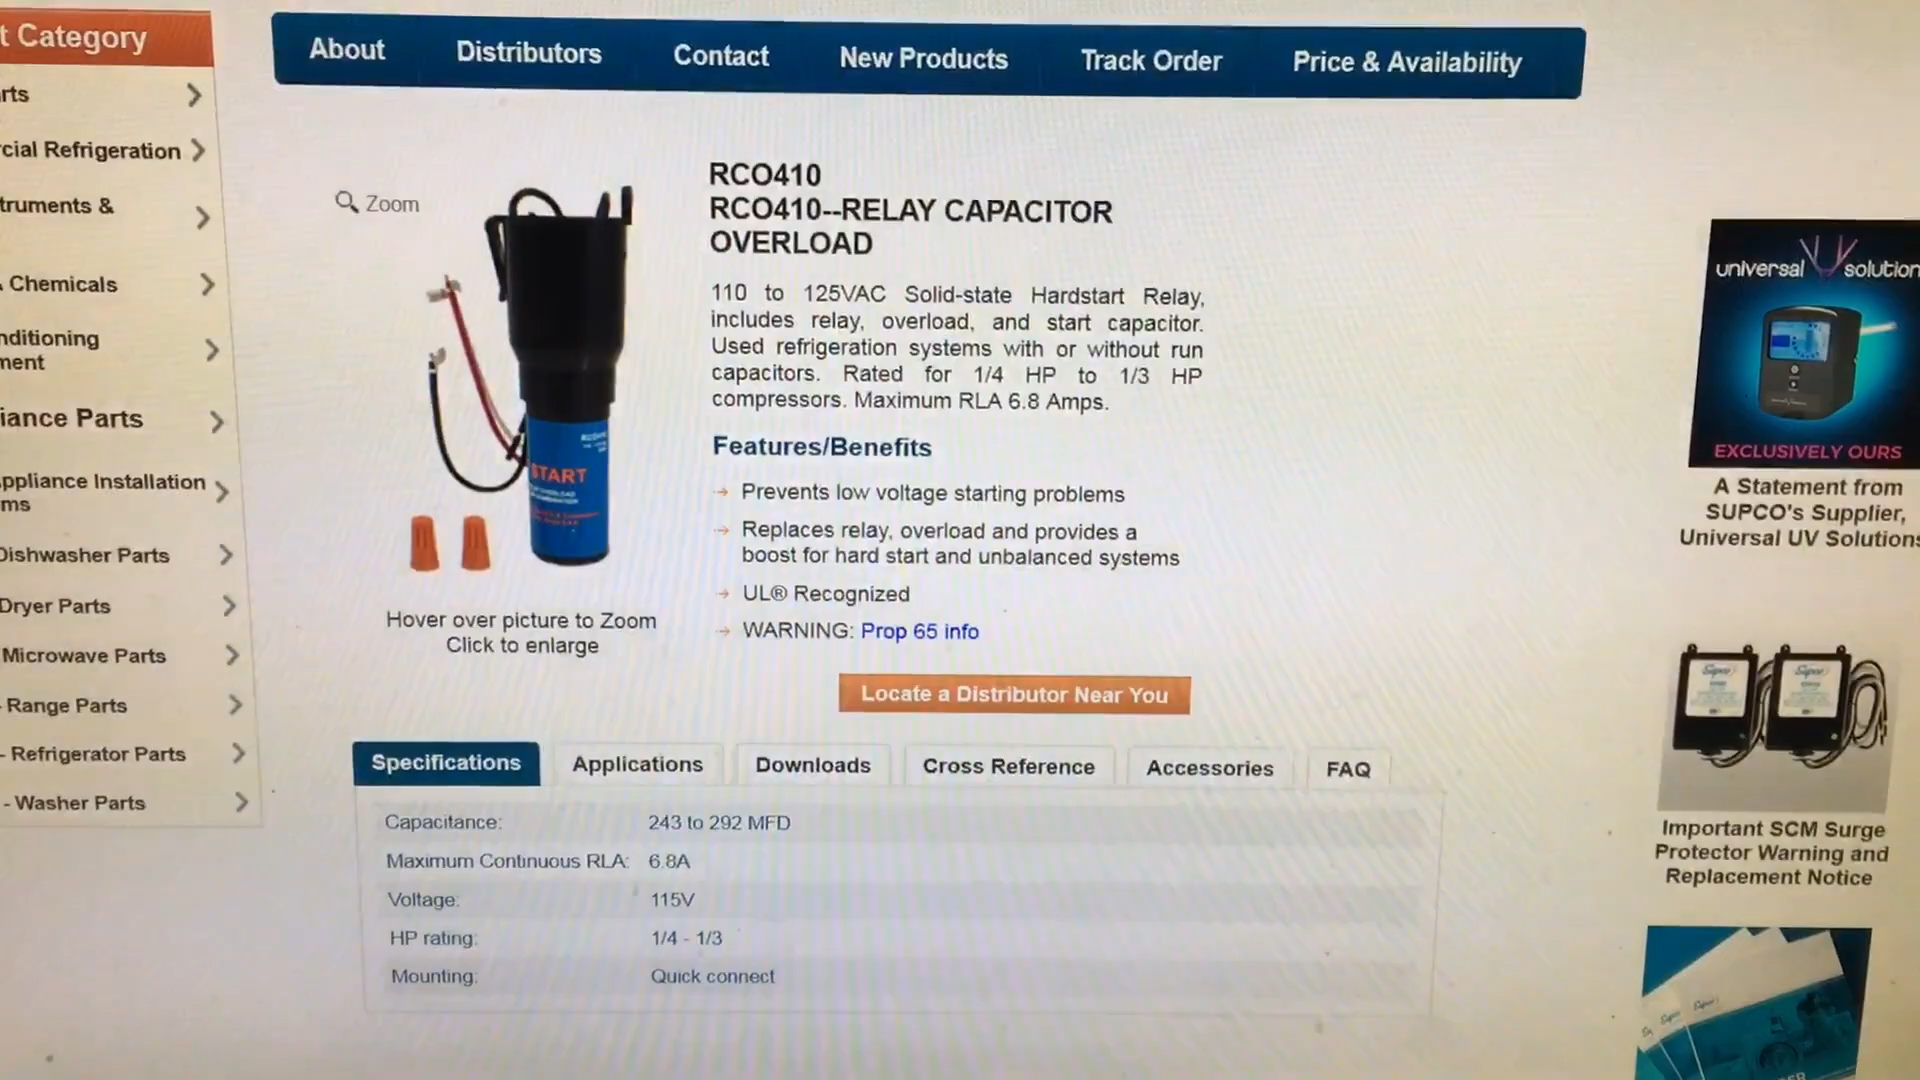 t Category
rts
cial Refrigeration
truments &
Chemicals
nditioning
ment
iance Parts
ppliance Installation
ms
Dishwasher Parts
Dryer Parts
Microwave Parts
- Range Parts
- Refrigerator Parts
- Washer Parts
About Distributors Contact New Products Track Order Price & Availability
Zoom
START
Hover over picture to Zoom
Click to enlarge
RCO410
RCO410--RELAY CAPACITOR
OVERLOAD
110 to 125VAC Solid-state Hardstart Relay,
includes relay, overload, and start capacitor.
Used refrigeration systems with or without run
capacitors. Rated for 1/4 HP to 1/3 HP
compressors. Maximum RLA 6.8 Amps.
Features/Benefits
→ Prevents low voltage starting problems
→ Replaces relay, overload and provides a
boost for hard start and unbalanced systems
→ UL® Recognized
→ WARNING: Prop 65 info
Locate a Distributor Near You
Specifications Applications Downloads Cross Reference Accessories FAQ
Capacitance: 243 to 292 MFD
Maximum Continuous RLA: 6.8A
Voltage: 115V
HP rating: 1/4 - 1/3
Mounting: Quick connect
universal solution
EXCLUSIVELY OURS
A Statement from
SUPCO's Supplier,
Universal UV Solutions
Supco
Supco
Important SCM Surge
Protector Warning and
Replacement Notice
Supco
Supco